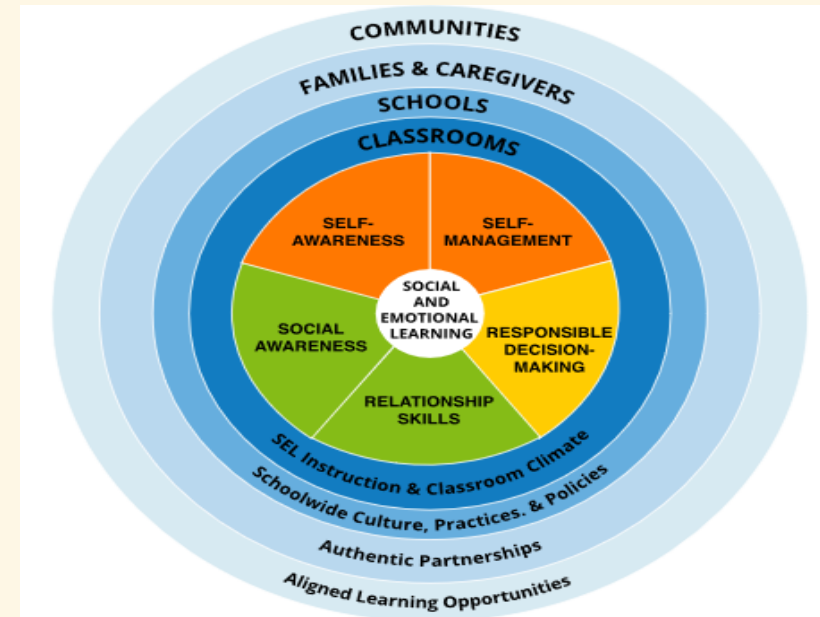 COMMUNITIES
FAMILIES & CAREGIVERS
SCHOOLS
CLASSROOMS
SELF-
AWARENESS
SELF-
MANAGEMENT
SOCIAL
AND
EMOTIONAL
LEARNING
SOCIAL
AWARENESS
RESPONSIBLE
DECISION-
MAKING
RELATIONSHIP
SKILLS
SEL Instruction & Classroom Climate
Schoolwide Culture, Practices. & Policies
Authentic Partnerships
Aligned Learning Opportunities